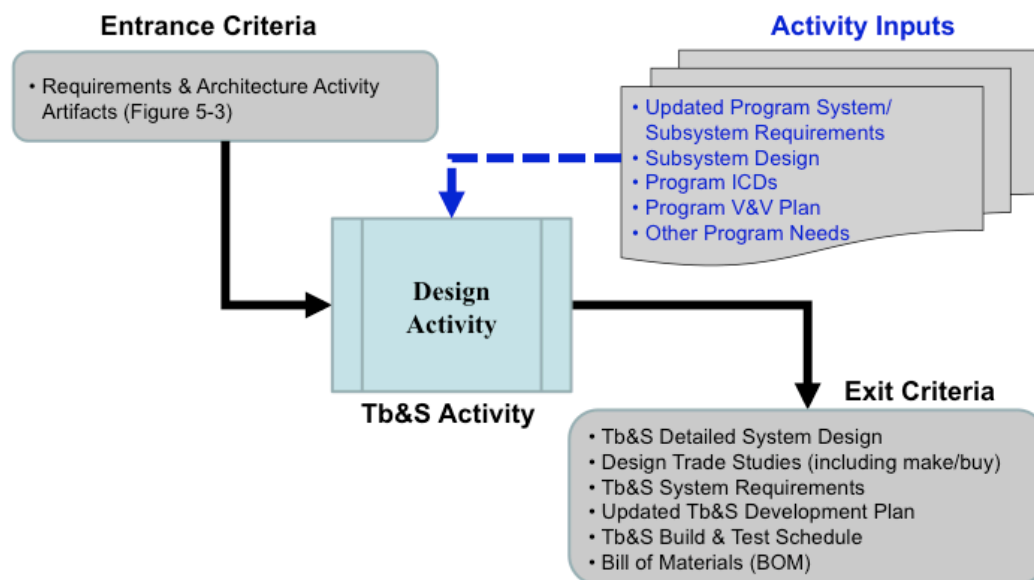 Entrance Criteria
• Requirements & Architecture Activity
Artifacts (Figure 5-3)
Activity Inputs
• Updated Program System/
Subsystem Requirements
• Subsystem Design
• Program ICDs
• Program V&V Plan
• Other Program Needs
Design
Activity
Tb&S Activity
Exit Criteria
• Tb&S Detailed System Design
• Design Trade Studies (including make/buy)
• Tb&S System Requirements
• Updated Tb&S Development Plan
• Tb&S Build & Test Schedule
• Bill of Materials (BOM)